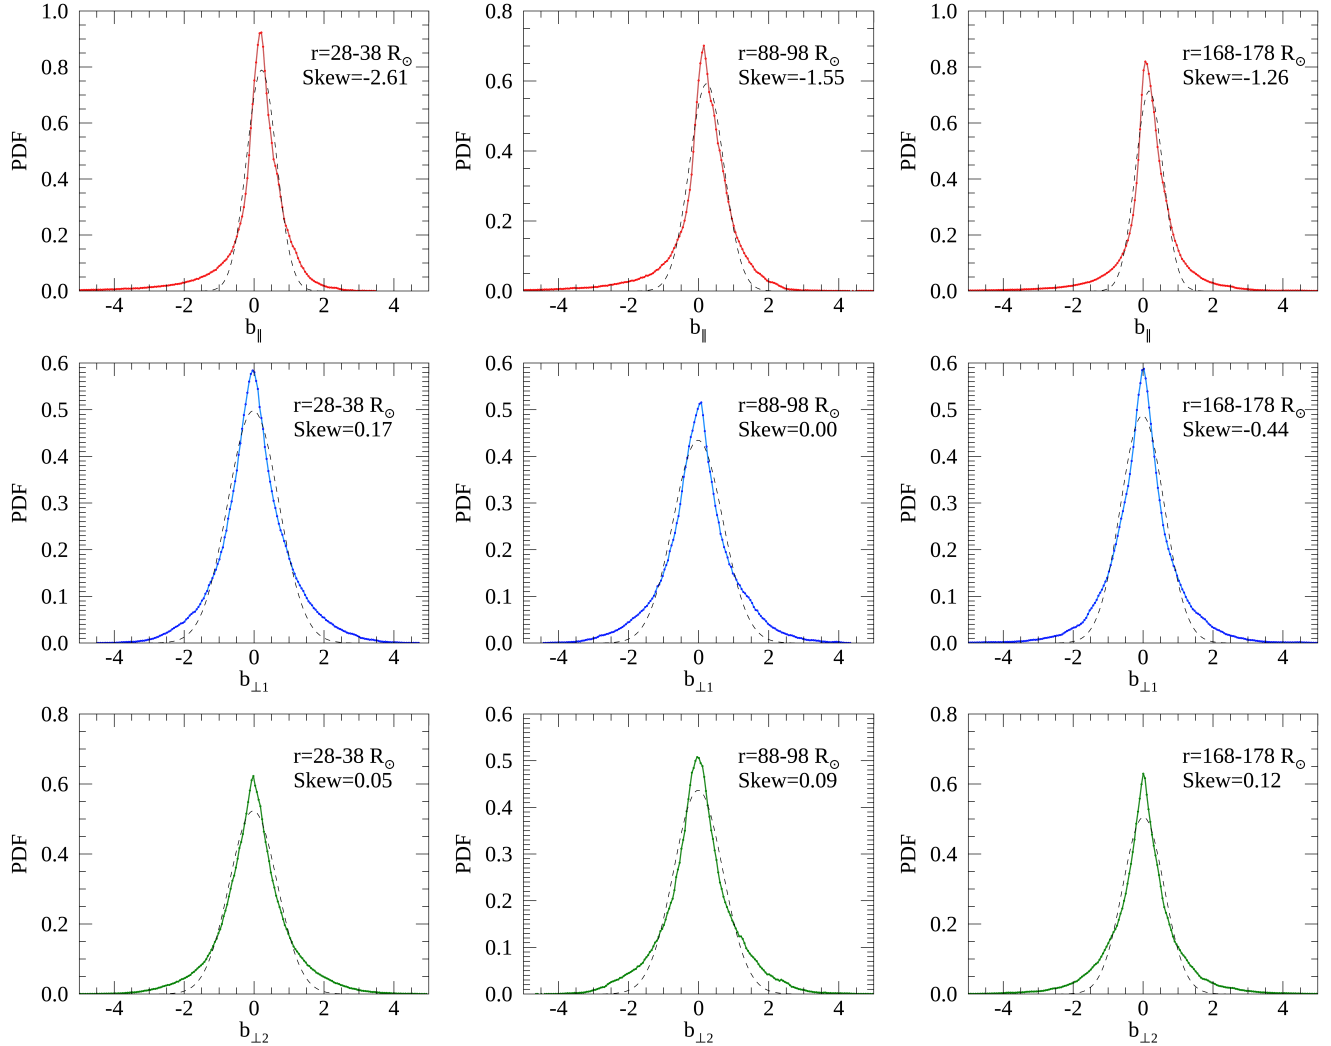 1.0
0.8
0.6
0.4
0.2
0.0
PDF
r=28-38 R☉
Skew=-2.61
-4 -2 0 2 4
b∥
0.8
0.6
0.4
0.2
0.0
PDF
r=88-98 R☉
Skew=-1.55
-4 -2 0 2 4
b∥
1.0
0.8
0.6
0.4
0.2
0.0
PDF
r=168-178 R☉
Skew=-1.26
-4 -2 0 2 4
b∥
0.6
0.5
0.4
0.3
0.2
0.1
0.0
PDF
r=28-38 R☉
Skew=0.17
-4 -2 0 2 4
b⊥1
0.6
0.5
0.4
0.3
0.2
0.1
0.0
PDF
r=88-98 R☉
Skew=0.00
-4 -2 0 2 4
b⊥1
0.6
0.5
0.4
0.3
0.2
0.1
0.0
PDF
r=168-178 R☉
Skew=-0.44
-4 -2 0 2 4
b⊥1
0.8
0.6
0.4
0.2
0.0
PDF
r=28-38 R☉
Skew=0.05
-4 -2 0 2 4
b⊥2
0.6
0.5
0.4
0.3
0.2
0.1
0.0
PDF
r=88-98 R☉
Skew=0.09
-4 -2 0 2 4
b⊥2
0.8
0.6
0.4
0.2
0.0
PDF
r=168-178 R☉
Skew=0.12
-4 -2 0 2 4
b⊥2